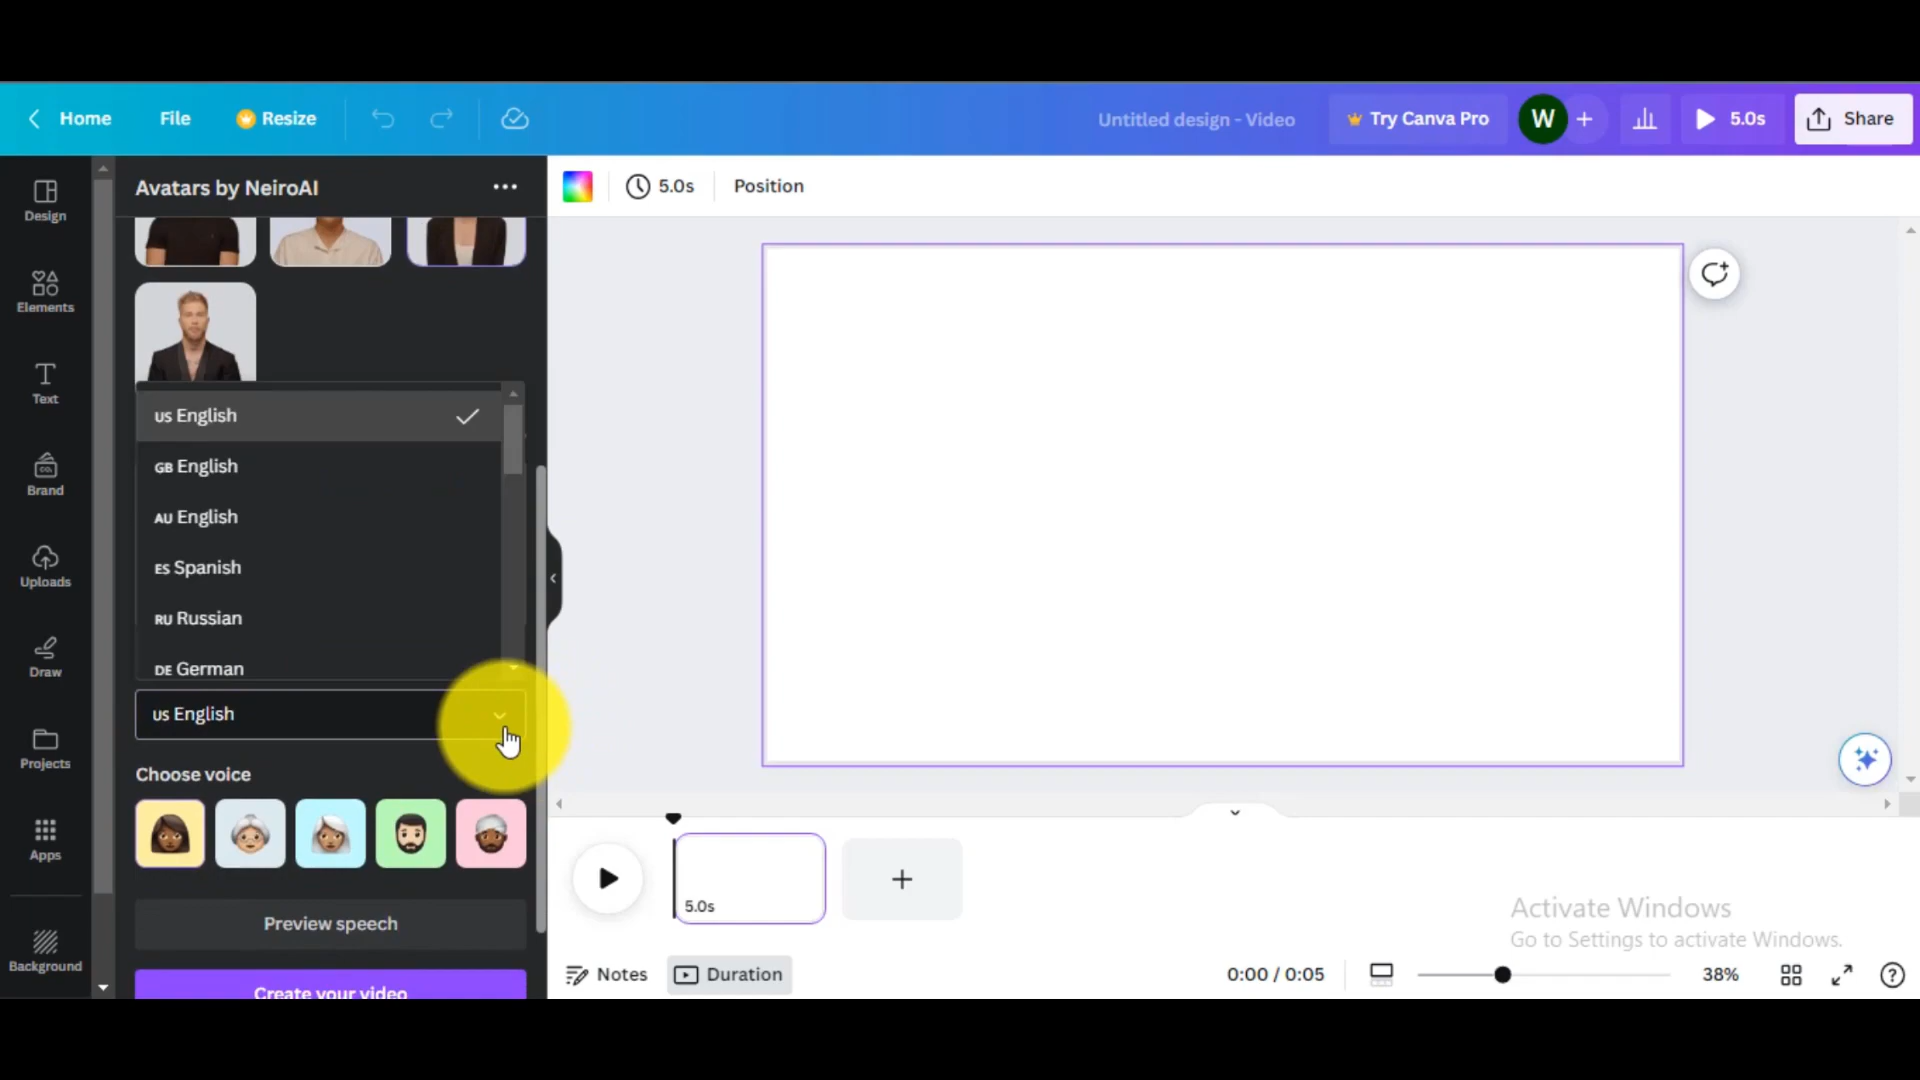 Home File Resize Untitled design - Video Try Canva Pro W + 5.0s Share
Avatars by NeiroAI
5.0s Position
Design
Elements
Text
Brand
Uploads
Draw
Projects
Apps
Background
US English
GB English
AU English
ES Spanish
RU Russian
DE German
US English
Choose voice
Preview speech
Create your video
5.0s
Activate Windows
Go to Settings to activate Windows.
Notes Duration 0:00 / 0:05 38%